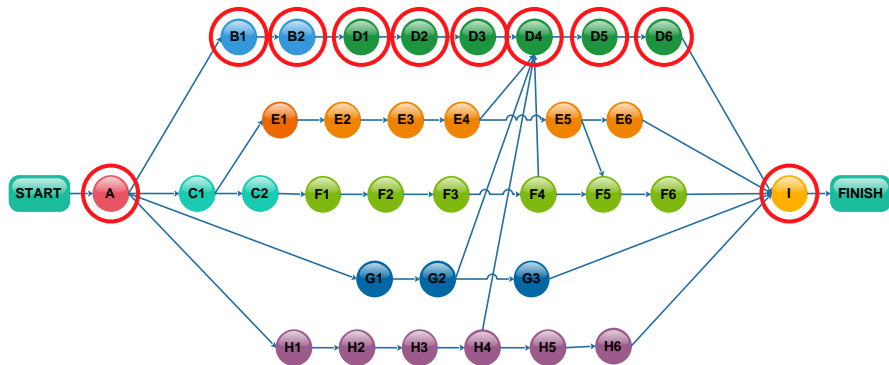 B1 B2 D1 D2 D3 D4 D5 D6
E1 E2 E3 E4 E5 E6
START A C1 C2 F1 F2 F3 F4 F5 F6 I FINISH
G1 G2 G3
H1 H2 H3 H4 H5 H6